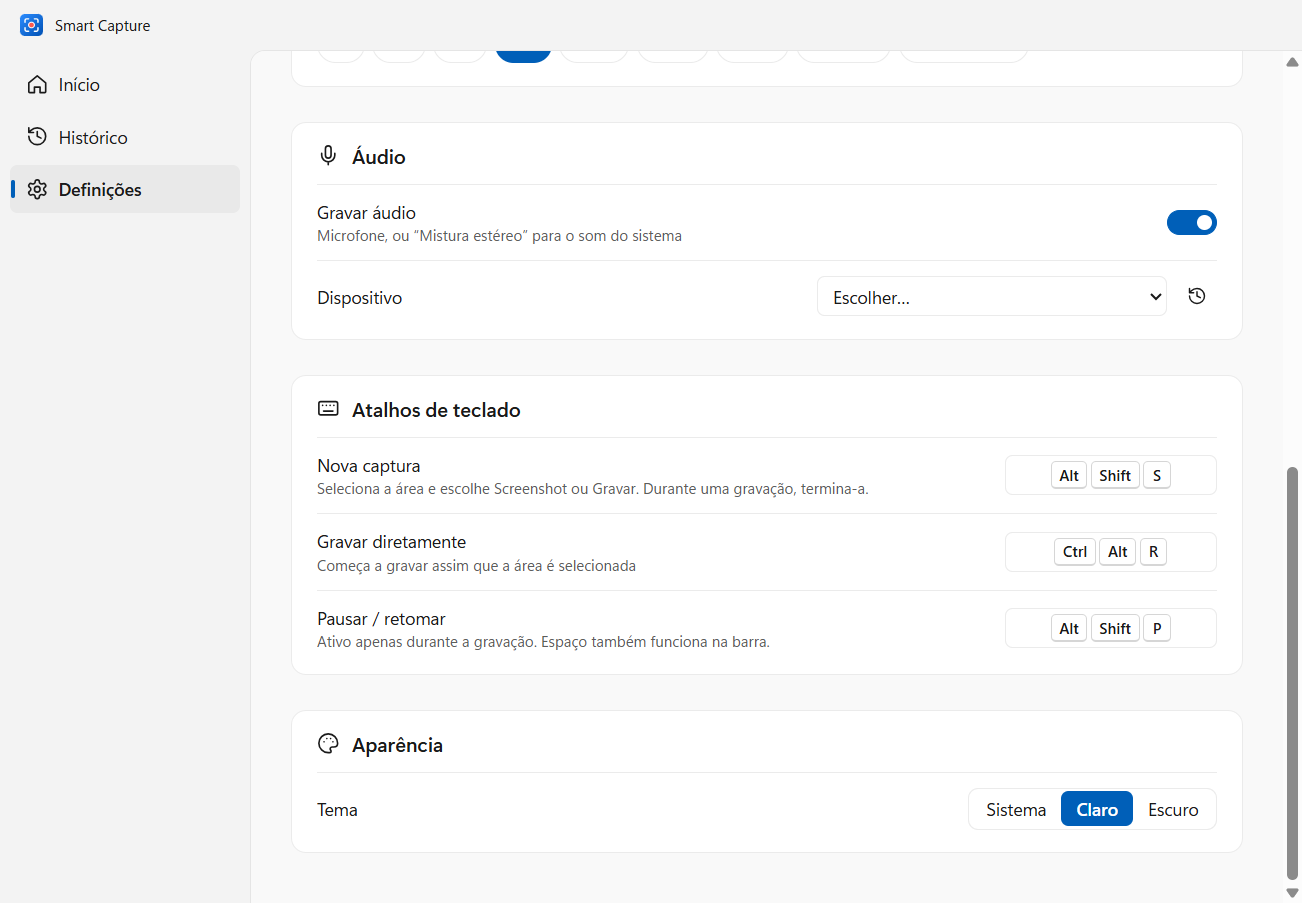 Smart Capture
Início
Histórico
Definições
Áudio
Gravar áudio
Microfone, ou “Mistura estéreo” para o som do sistema
Dispositivo
Escolher...
Atalhos de teclado
Nova captura
Seleciona a área e escolhe Screenshot ou Gravar. Durante uma gravação, termina-a.
Alt Shift S
Gravar diretamente
Começa a gravar assim que a área é selecionada
Ctrl Alt R
Pausar / retomar
Ativo apenas durante a gravação. Espaço também funciona na barra.
Alt Shift P
Aparência
Tema
Sistema Claro Escuro